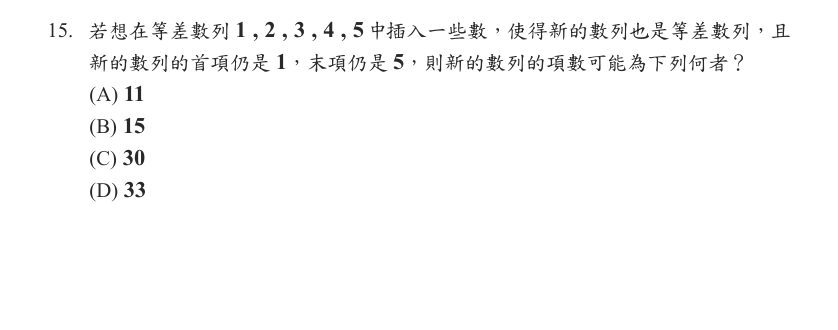 15. 若想在等差數列 1 , 2 , 3 , 4 , 5 中插入一些數，使得新的數列也是等差數列，且
新的數列的首項仍是 1，末項仍是 5，則新的數列的項數可能為下列何者？
(A) 11
(B) 15
(C) 30
(D) 33